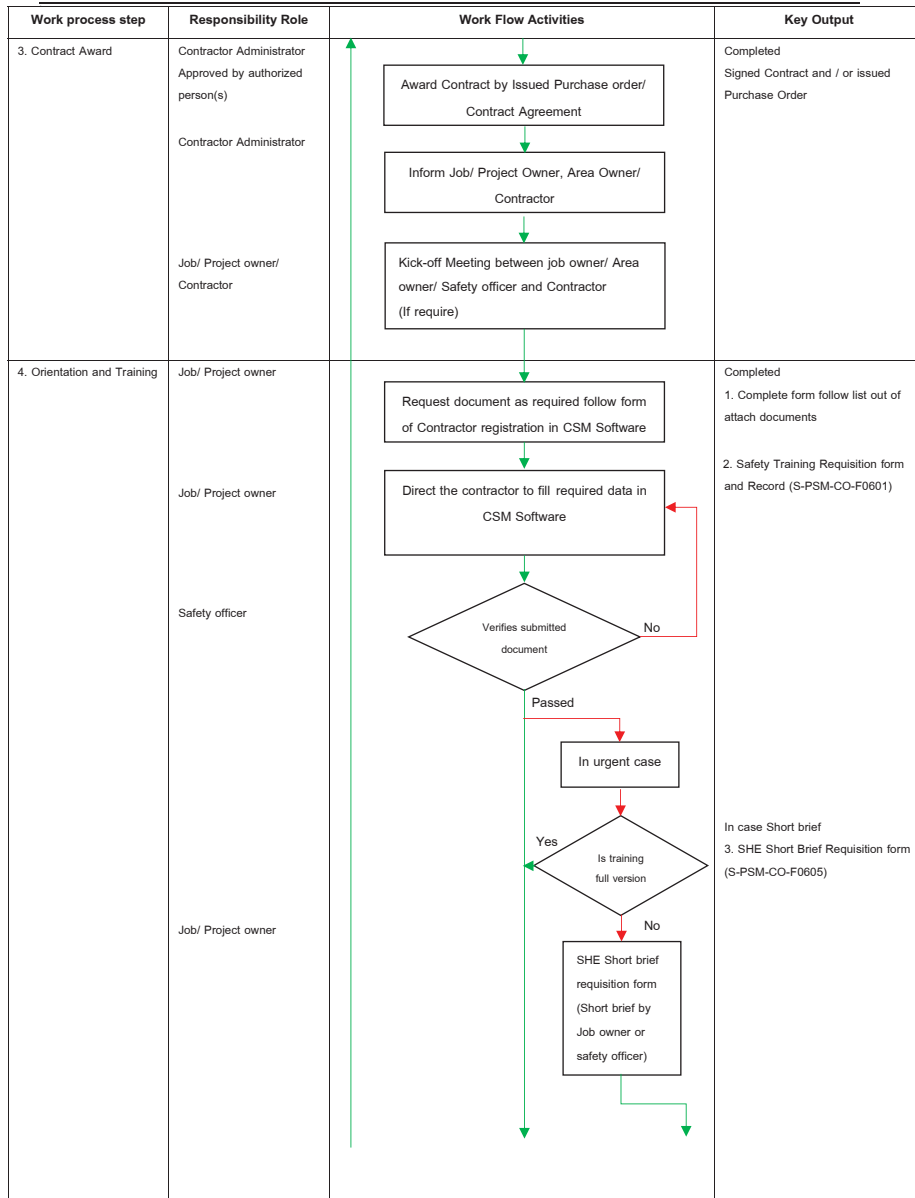 Work process step
Responsibility Role
Work Flow Activities
Key Output
3. Contract Award
Contractor Administrator
Approved by authorized
person(s)
Contractor Administrator
Job/ Project owner/
Contractor
Award Contract by Issued Purchase order/
Contract Agreement
Inform Job/ Project Owner, Area Owner/
Contractor
Kick-off Meeting between job owner/ Area
owner/ Safety officer and Contractor
(If require)
Completed
Signed Contract and / or issued
Purchase Order
4. Orientation and Training
Job/ Project owner
Job/ Project owner
Safety officer
Job/ Project owner
Request document as required follow form
of Contractor registration in CSM Software
Direct the contractor to fill required data in
CSM Software
Verifies submitted
document
No
Passed
In urgent case
Yes
Is training
full version
No
SHE Short brief
requisition form
(Short brief by
Job owner or
safety officer)
Completed
1. Complete form follow list out of
attach documents
2. Safety Training Requisition form
and Record (S-PSM-CO-F0601)
In case Short brief
3. SHE Short Brief Requisition form
(S-PSM-CO-F0605)